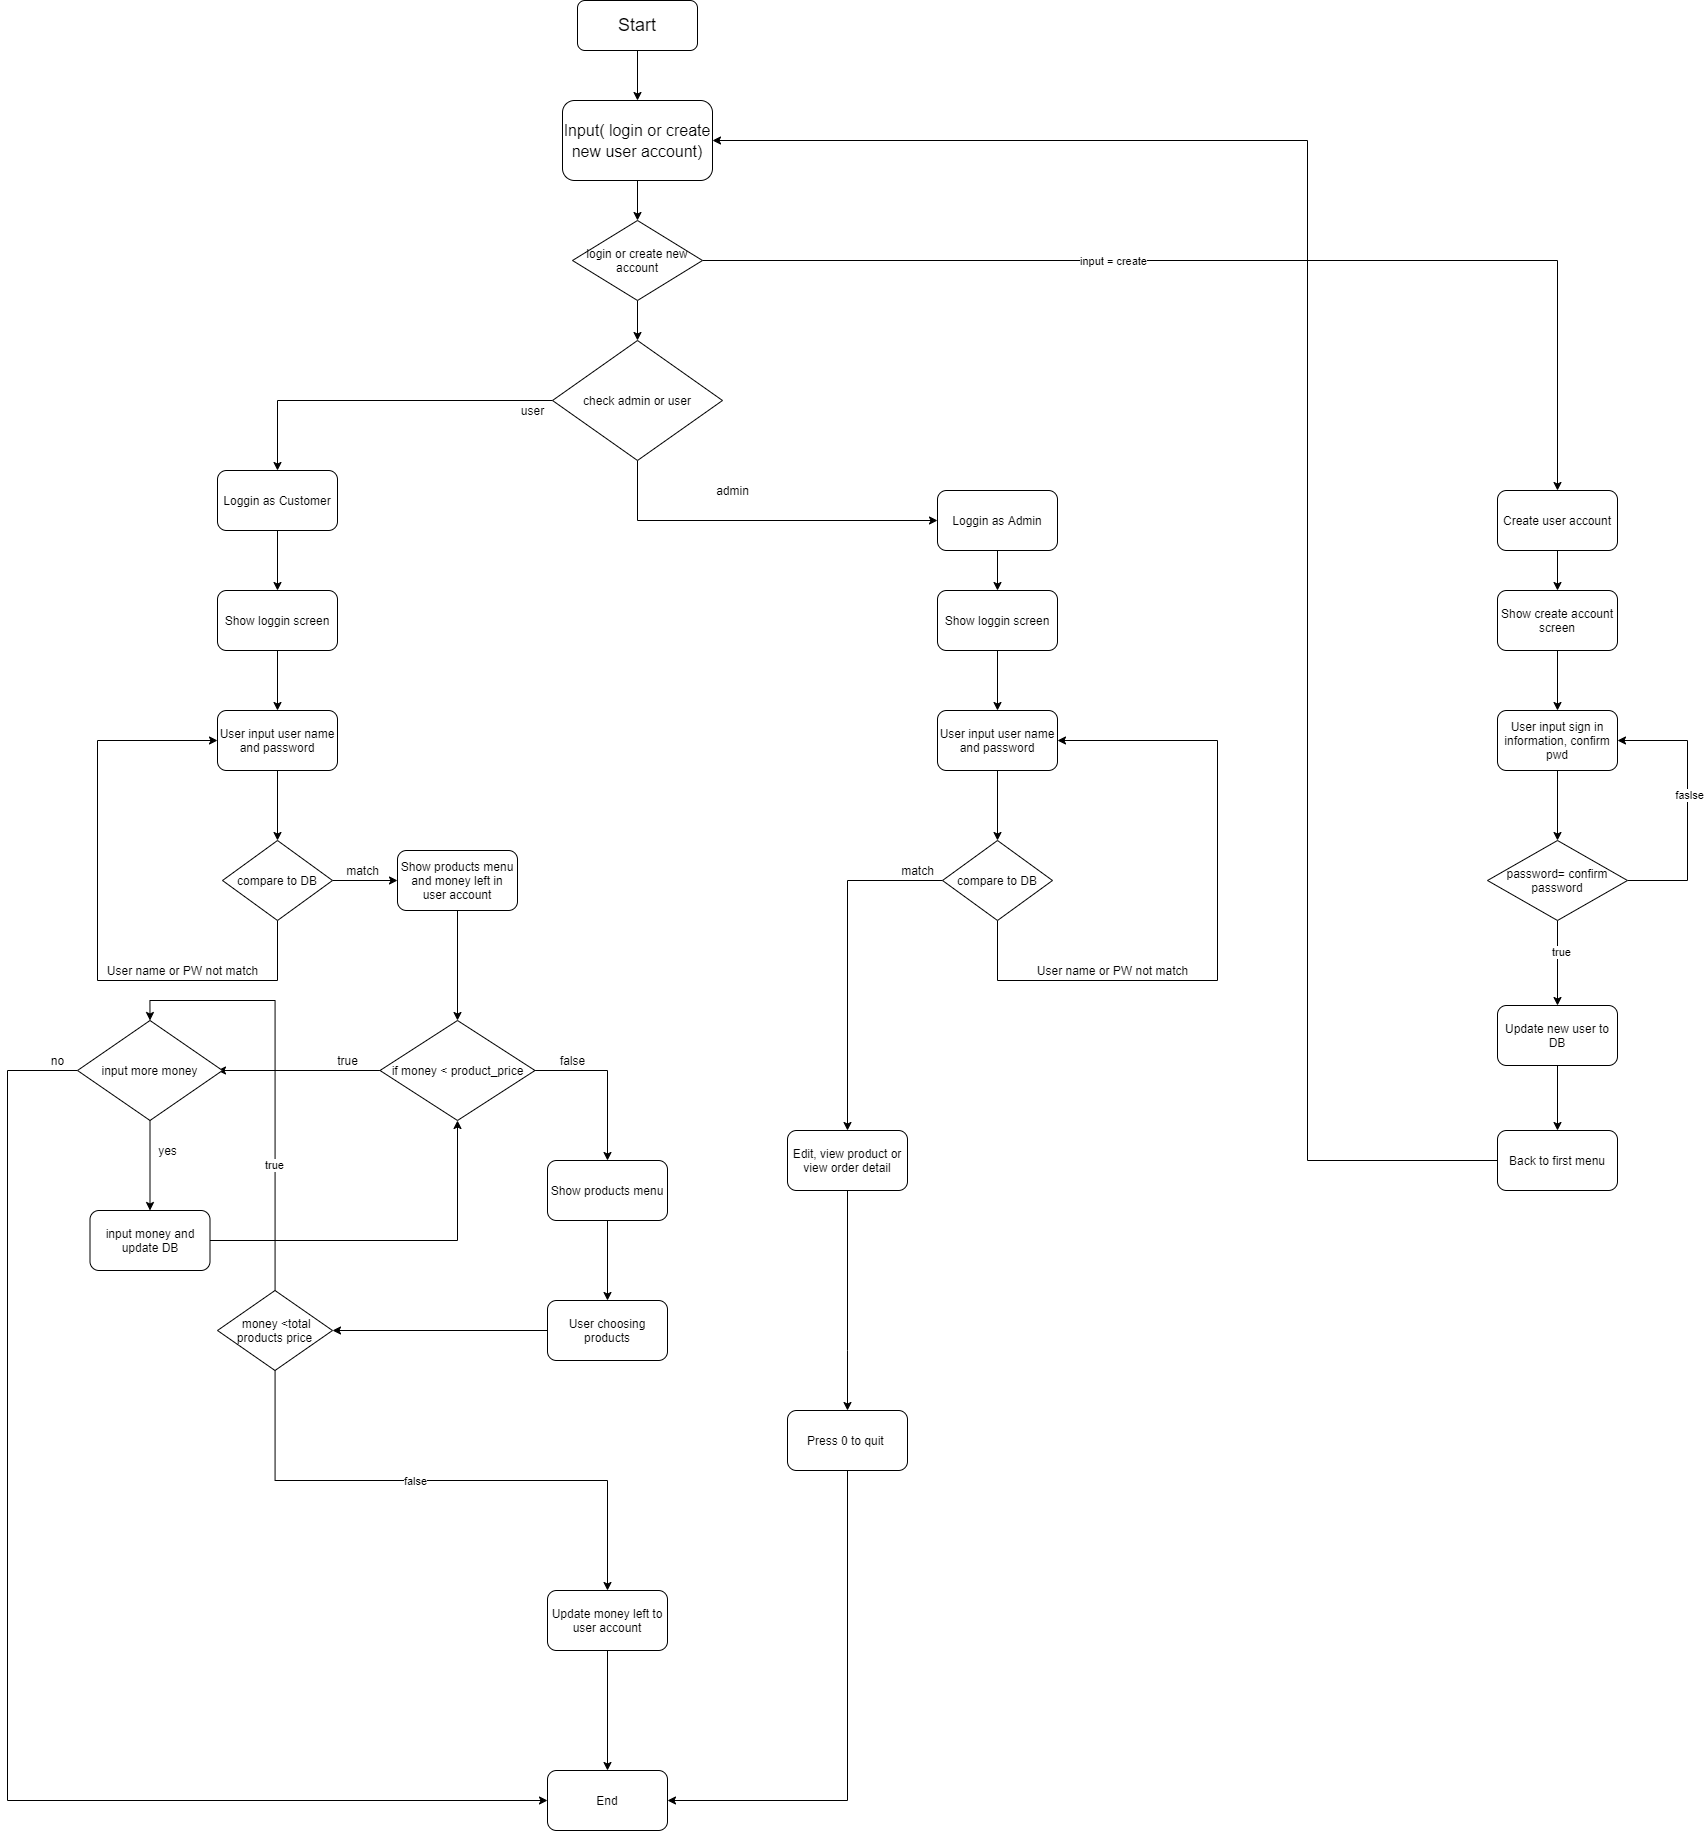 Start
Input( login or create
new user account)
login or create new
account
input = create
check admin or user
user
admin
Loggin as Customer
Loggin as Admin
Create user account
Show loggin screen
Show loggin screen
Show create account
screen
User input user name
and password
User input user name
and password
User input sign in
information, confirm
pwd
faslse
compare to DB
match
Show products menu
and money left in
user account
match
compare to DB
password= confirm
password
User name or PW not match
User name or PW not match
true
Update new user to
DB
no
input more money
true
if money < product_price
false
yes
true
Edit, view product or
view order detail
Back to first menu
Show products menu
input money and
update DB
money <total
products price
User choosing
products
Press 0 to quit
false
Update money left to
user account
End